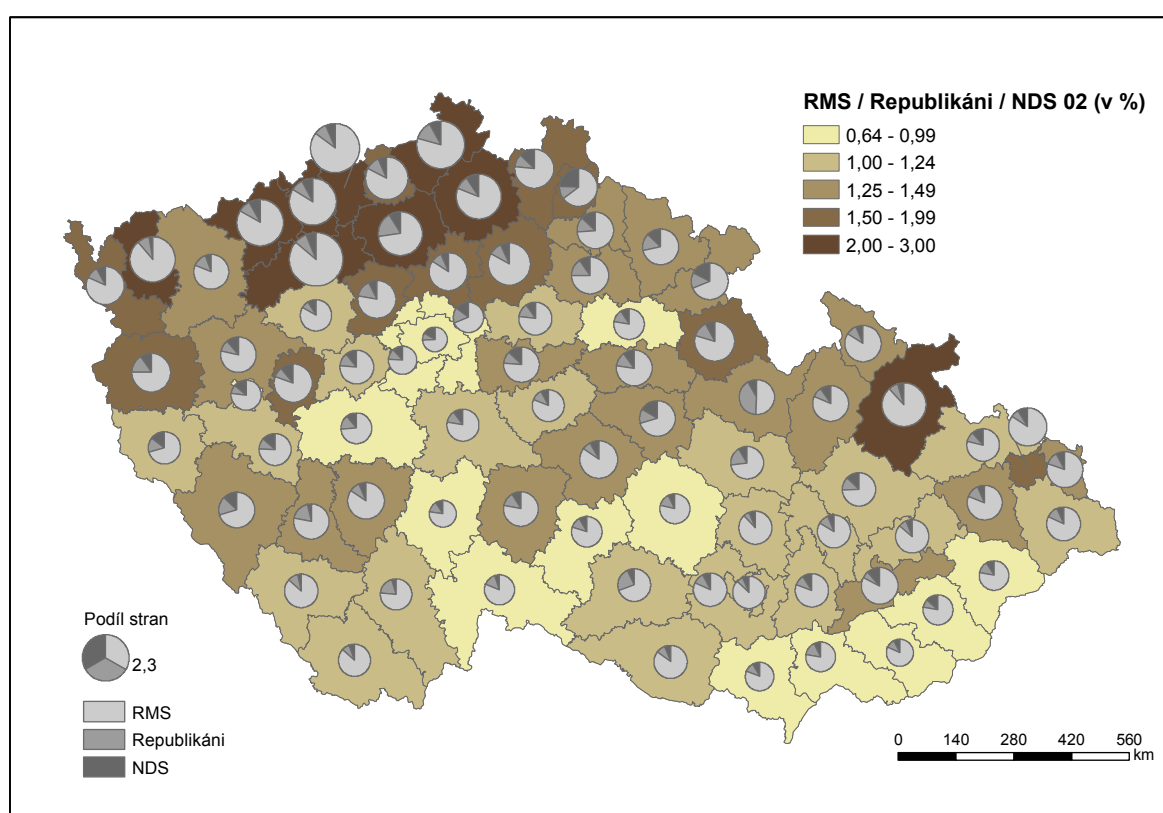 RMS / Republikáni / NDS 02 (v %)
0,64 - 0,99
1,00 - 1,24
1,25 - 1,49
1,50 - 1,99
2,00 - 3,00
Podíl stran
2,3
RMS
Republikáni
NDS
0 140 280 420 560
km